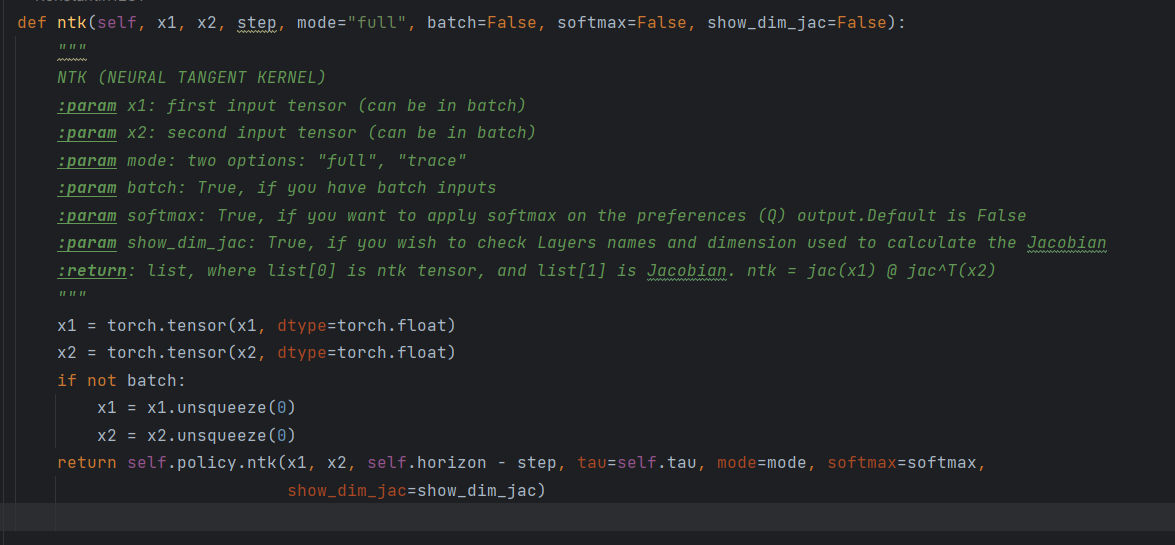 def ntk(self, x1, x2, step, mode="full", batch=False, softmax=False, show_dim_jac=False):
"""
NTK (NEURAL TANGENT KERNEL)
:param x1: first input tensor (can be in batch)
:param x2: second input tensor (can be in batch)
:param mode: two options: "full", "trace"
:param batch: True, if you have batch inputs
:param softmax: True, if you want to apply softmax on the preferences (Q) output.Default is False
:param show_dim_jac: True, if you wish to check Layers names and dimension used to calculate the Jacobian
:return: list, where list[0] is ntk tensor, and list[1] is Jacobian. ntk = jac(x1) @ jac^T(x2)
"""
x1 = torch.tensor(x1, dtype=torch.float)
x2 = torch.tensor(x2, dtype=torch.float)
if not batch:
x1 = x1.unsqueeze(0)
x2 = x2.unsqueeze(0)
return self.policy.ntk(x1, x2, self.horizon - step, tau=self.tau, mode=mode, softmax=softmax,
show_dim_jac=show_dim_jac)